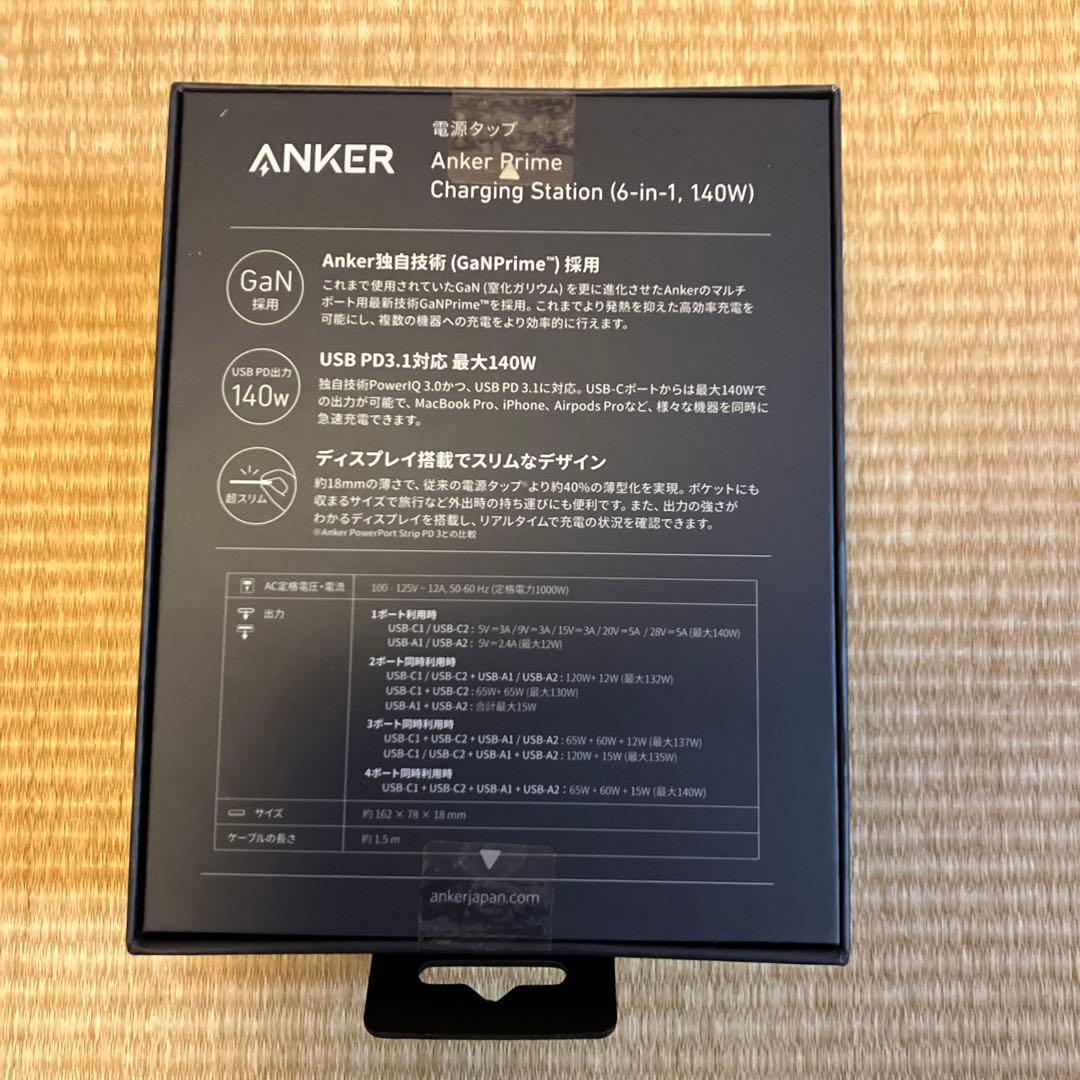 電源タップ
ANKER
Anker Prime
Charging Station (6-in-1, 140W)
GaN
採用
Anker独自技術 (GaNPrime™) 採用
これまで使用されていたGaN (窒化ガリウム) を更に進化させたAnkerのマルチ
ポート用最新技術GaNPrime™を採用。これまでより発熱を抑えた高効率充電を
可能にし、複数の機器への充電をより効率的に行えます。
USB PD出力
140w
USB PD3.1対応 最大140W
独自技術PowerIQ 3.0かつ、USB PD 3.1に対応。USB-Cポートからは最大140Wで
の出力が可能で、MacBook Pro、iPhone、Airpods Proなど、様々な機器を同時に
急速充電できます。
超スリム
ディスプレイ搭載でスリムなデザイン
約18mmの薄さで、従来の電源タップ※より約40%の薄型化を実現。ポケットにも
収まるサイズで旅行など外出時の持ち運びにも便利です。また、出力の強さが
わかるディスプレイを搭載し、リアルタイムで充電の状況を確認できます。
※Anker PowerPort Strip PD 3との比較
AC定格電圧・電流
100 - 125V ~ 12A, 50-60 Hz (定格電力1000W)
出力
1ポート利用時
USB-C1 / USB-C2 : 5V⎓3A / 9V⎓3A / 15V⎓3A / 20V⎓5A / 28V⎓5A (最大140W)
USB-A1 / USB-A2 : 5V⎓2.4A (最大12W)
2ポート同時利用時
USB-C1 / USB-C2 + USB-A1 / USB-A2 : 120W+ 12W (最大132W)
USB-C1 + USB-C2 : 65W+ 65W (最大130W)
USB-A1 + USB-A2 : 合計最大15W
3ポート同時利用時
USB-C1 + USB-C2 + USB-A1 / USB-A2 : 65W + 60W + 12W (最大137W)
USB-C1 / USB-C2 + USB-A1 + USB-A2 : 120W + 15W (最大135W)
4ポート同時利用時
USB-C1 + USB-C2 + USB-A1 + USB-A2 : 65W + 60W + 15W (最大140W)
サイズ
約 162 × 78 × 18 mm
ケーブルの長さ
約 1.5 m
ankerjapan.com